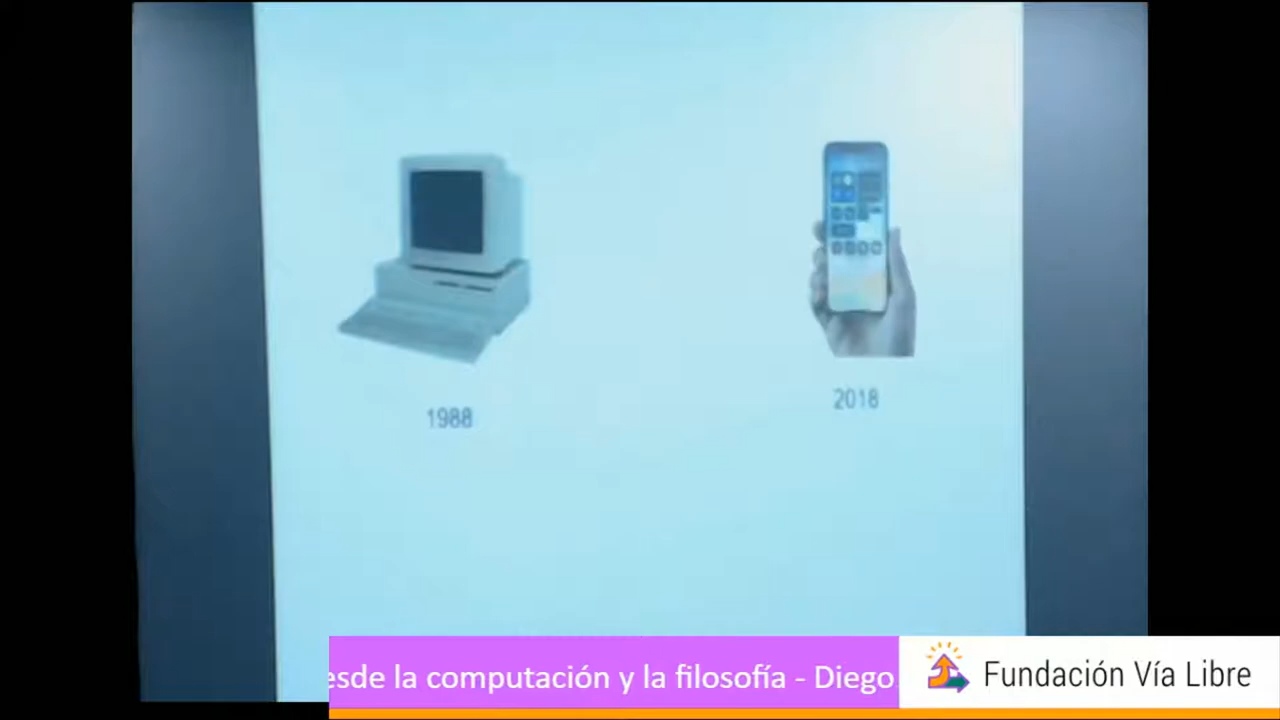 1988
2018
esde la computación y la filosofía - Diego
Fundación Vía Libre